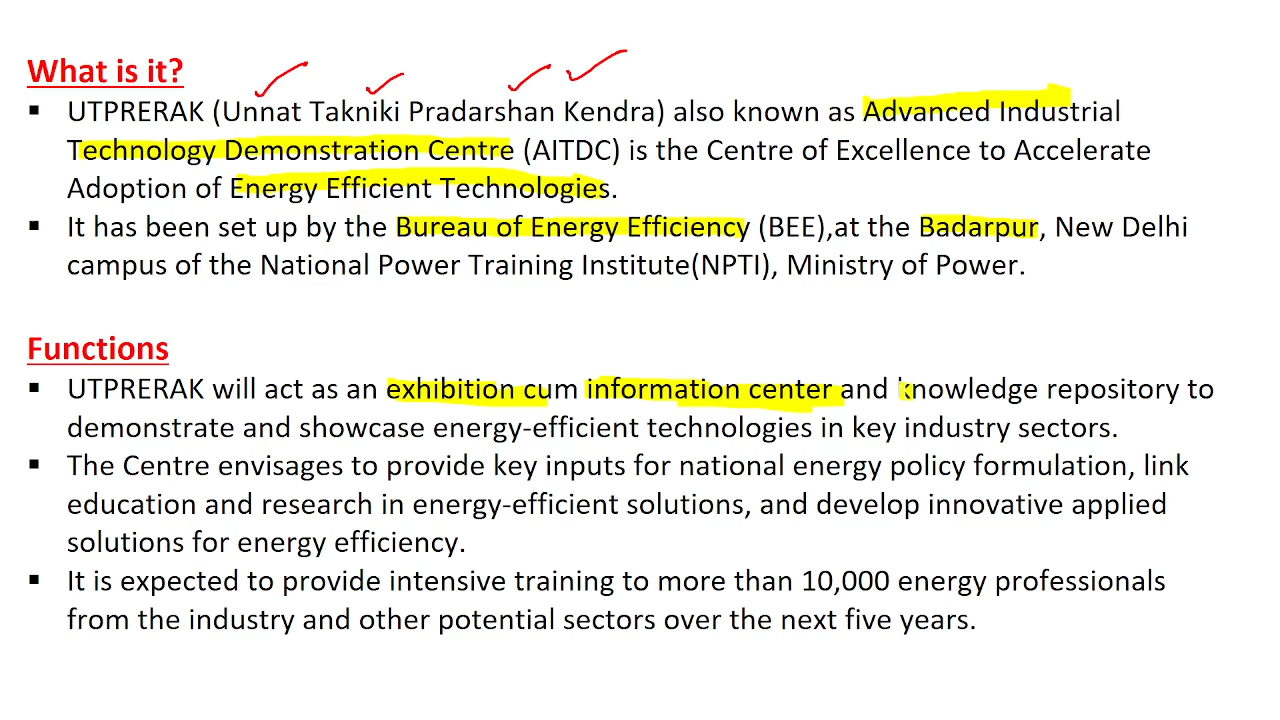 What is it?
▪ UTPRERAK (Unnat Takniki Pradarshan Kendra) also known as Advanced Industrial
Technology Demonstration Centre (AITDC) is the Centre of Excellence to Accelerate
Adoption of Energy Efficient Technologies.
▪ It has been set up by the Bureau of Energy Efficiency (BEE),at the Badarpur, New Delhi
campus of the National Power Training Institute(NPTI), Ministry of Power.
Functions
▪ UTPRERAK will act as an exhibition cum information center and knowledge repository to
demonstrate and showcase energy-efficient technologies in key industry sectors.
▪ The Centre envisages to provide key inputs for national energy policy formulation, link
education and research in energy-efficient solutions, and develop innovative applied
solutions for energy efficiency.
▪ It is expected to provide intensive training to more than 10,000 energy professionals
from the industry and other potential sectors over the next five years.